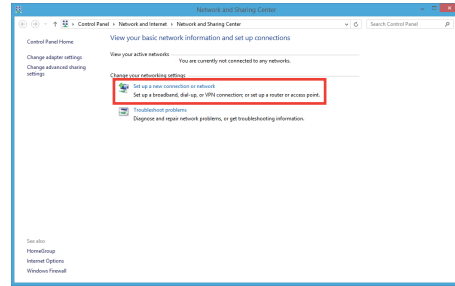 Network and Sharing Center
Control Panel › Network and Internet › Network and Sharing Center
Search Control Panel
Control Panel Home
Change adapter settings
Change advanced sharing
settings
View your basic network information and set up connections
View your active networks
You are currently not connected to any networks.
Change your networking settings
Set up a new connection or network
Set up a broadband, dial-up, or VPN connection; or set up a router or access point.
Troubleshoot problems
Diagnose and repair network problems, or get troubleshooting information.
See also
HomeGroup
Internet Options
Windows Firewall